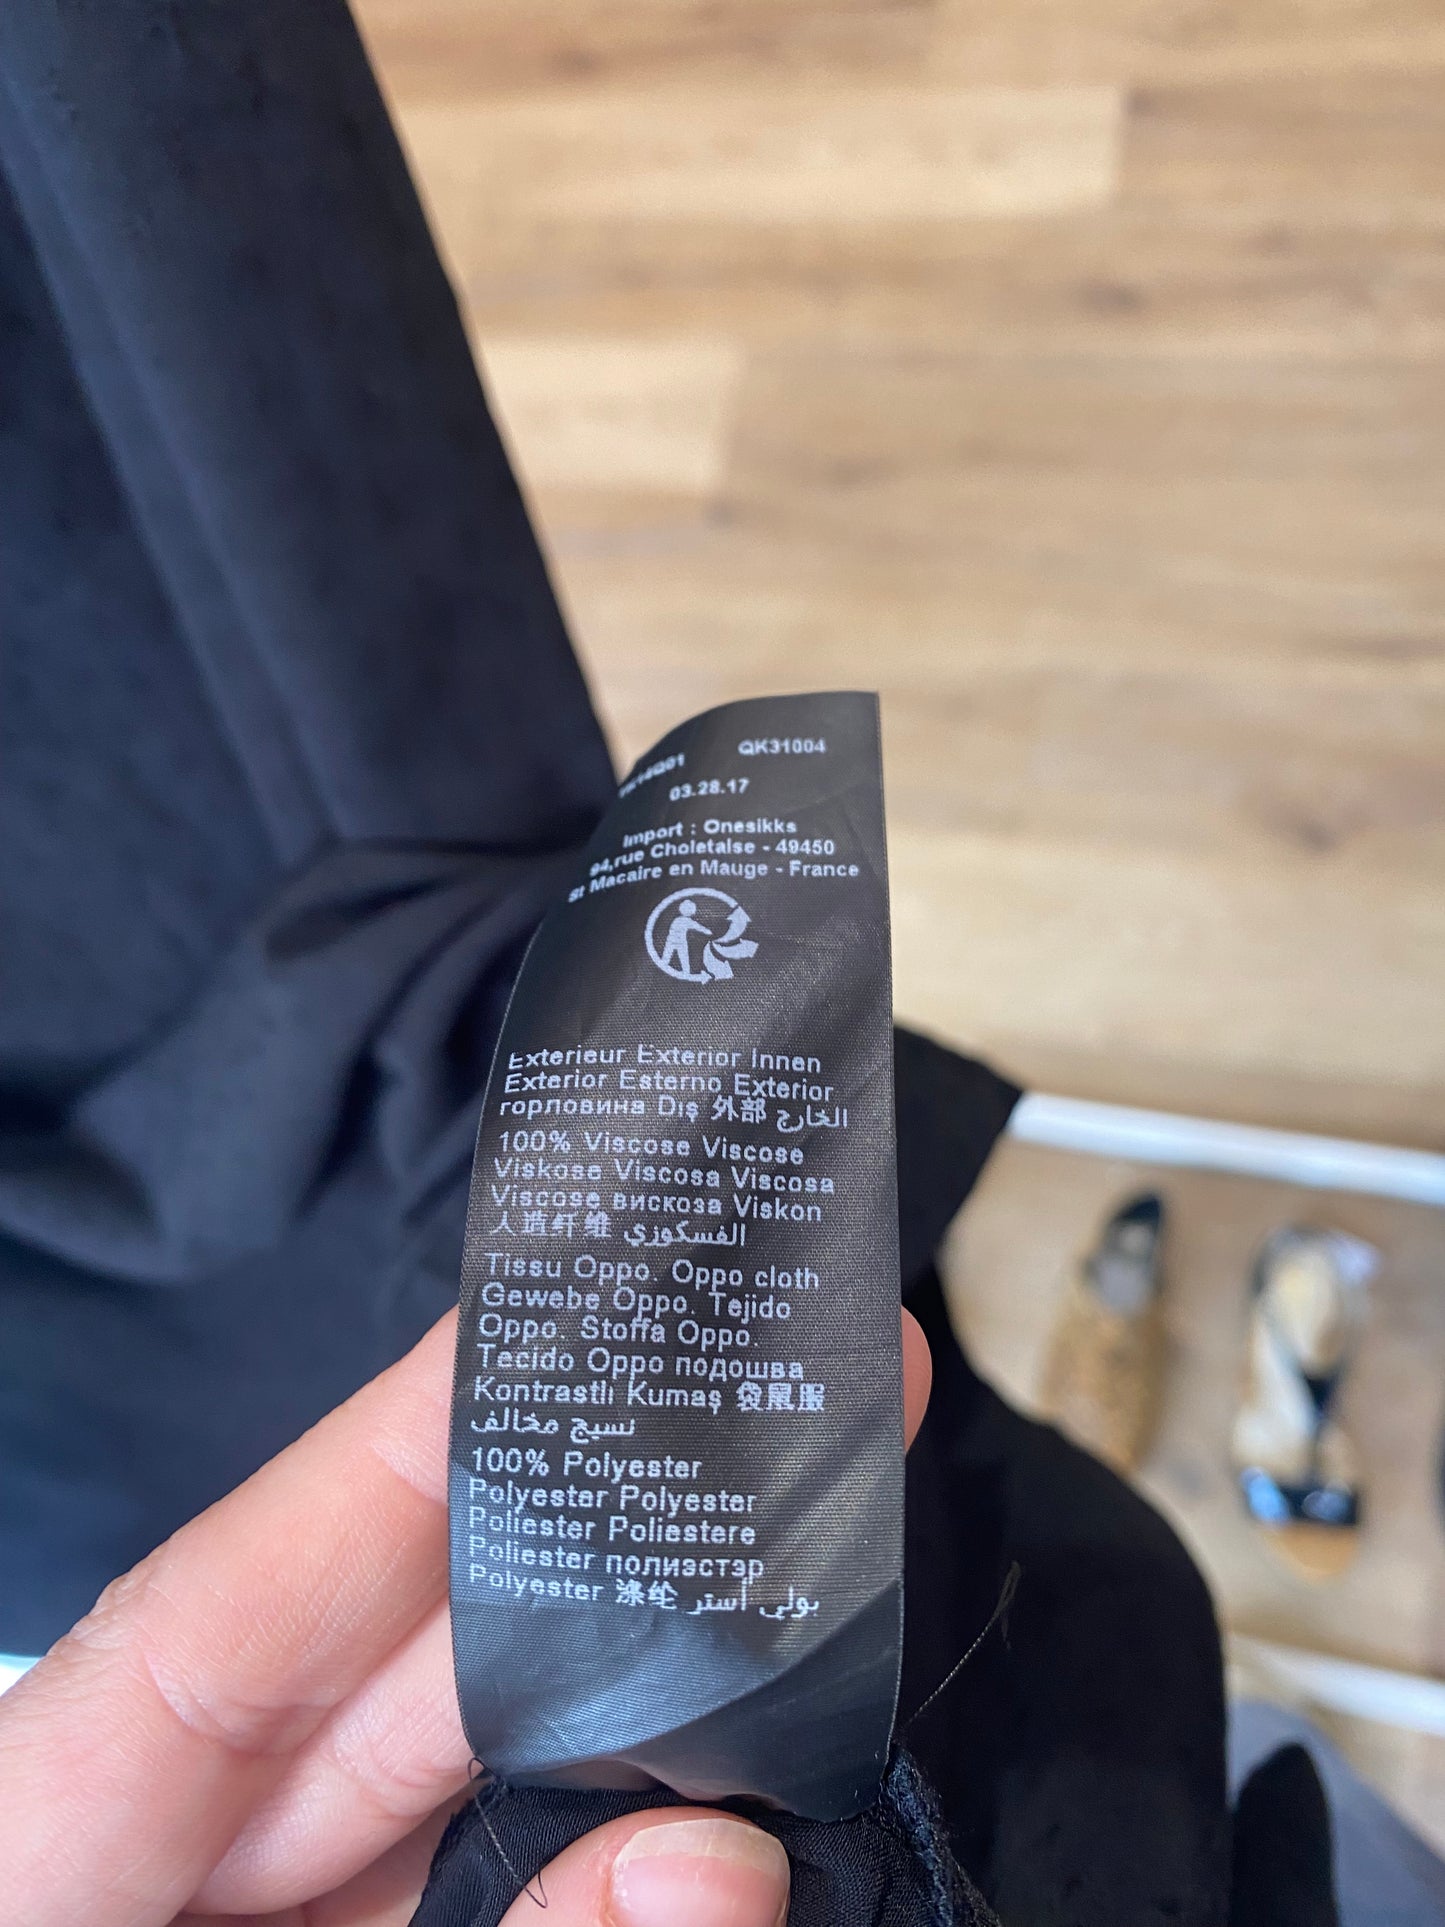 QK31004
03.28.17
Import : Onesikks
94,rue Choletaise - 49450
St Macaire en Mauge - France
Exterieur Exterior Innen
Exterior Esterno Exterior
горловина Dış 外部 الخارج
100% Viscose Viscose
Viskose Viscosa Viscosa
Viscose вискоза Viskon
人造纤维 الفسكوزي
Tissu Oppo. Oppo cloth
Gewebe Oppo. Tejido
Oppo. Stoffa Oppo.
Tecido Oppo подошва
Kontrastlı Kumaş 袋鼠服
نسيج مخالف
100% Polyester
Polyester Polyester
Poliester Poliestere
Poliester полиэстэр
Polyester 涤纶 بولي أستر